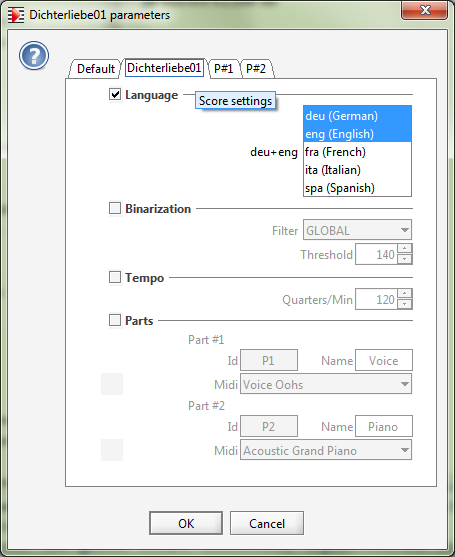 Dichterliebe01 parameters
?
Default Dichterliebe01 P#1 P#2
Language
Score settings
deu (German)
eng (English)
deu+eng fra (French)
ita (Italian)
spa (Spanish)
Binarization
Filter GLOBAL
Threshold 140
Tempo
Quarters/Min 120
Parts
Part #1
Id P1 Name Voice
Midi Voice Oohs
Part #2
Id P2 Name Piano
Midi Acoustic Grand Piano
OK Cancel